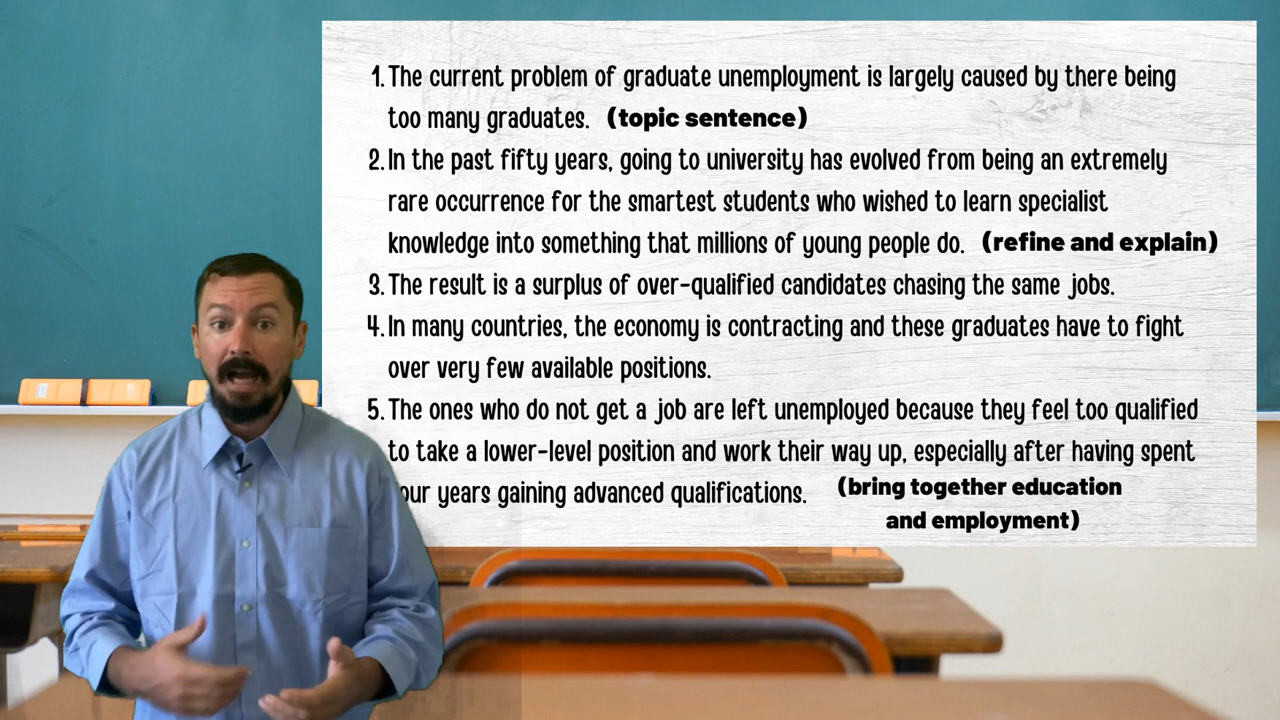 1. The current problem of graduate unemployment is largely caused by there being
too many graduates. (topic sentence)
2. In the past fifty years, going to university has evolved from being an extremely
rare occurrence for the smartest students who wished to learn specialist
knowledge into something that millions of young people do. (refine and explain)
3. The result is a surplus of over-qualified candidates chasing the same jobs.
4. In many countries, the economy is contracting and these graduates have to fight
over very few available positions.
5. The ones who do not get a job are left unemployed because they feel too qualified
to take a lower-level position and work their way up, especially after having spent
our years gaining advanced qualifications. (bring together education
and employment)